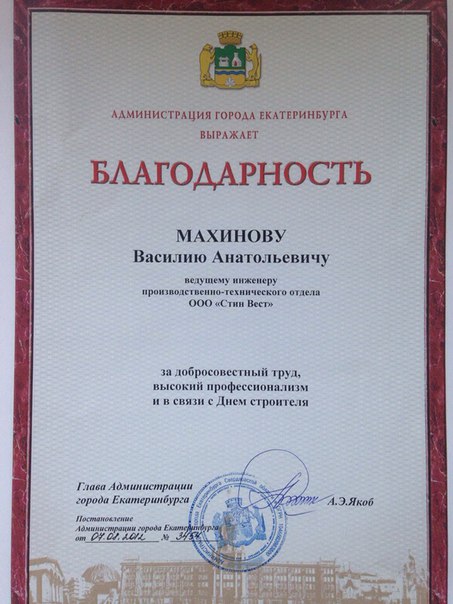 АДМИНИСТРАЦИЯ ГОРОДА ЕКАТЕРИНБУРГА
ВЫРАЖАЕТ
БЛАГОДАРНОСТЬ
МАХИНОВУ
Василию Анатольевичу
ведущему инженеру
производственно-технического отдела
ООО «Стин Вест»
за добросовестный труд,
высокий профессионализм
и в связи с Днем строителя
Глава Администрации
города Екатеринбурга
А.Э.Якоб
Постановление
Администрации города Екатеринбурга
от 07.08.2012 № 3454